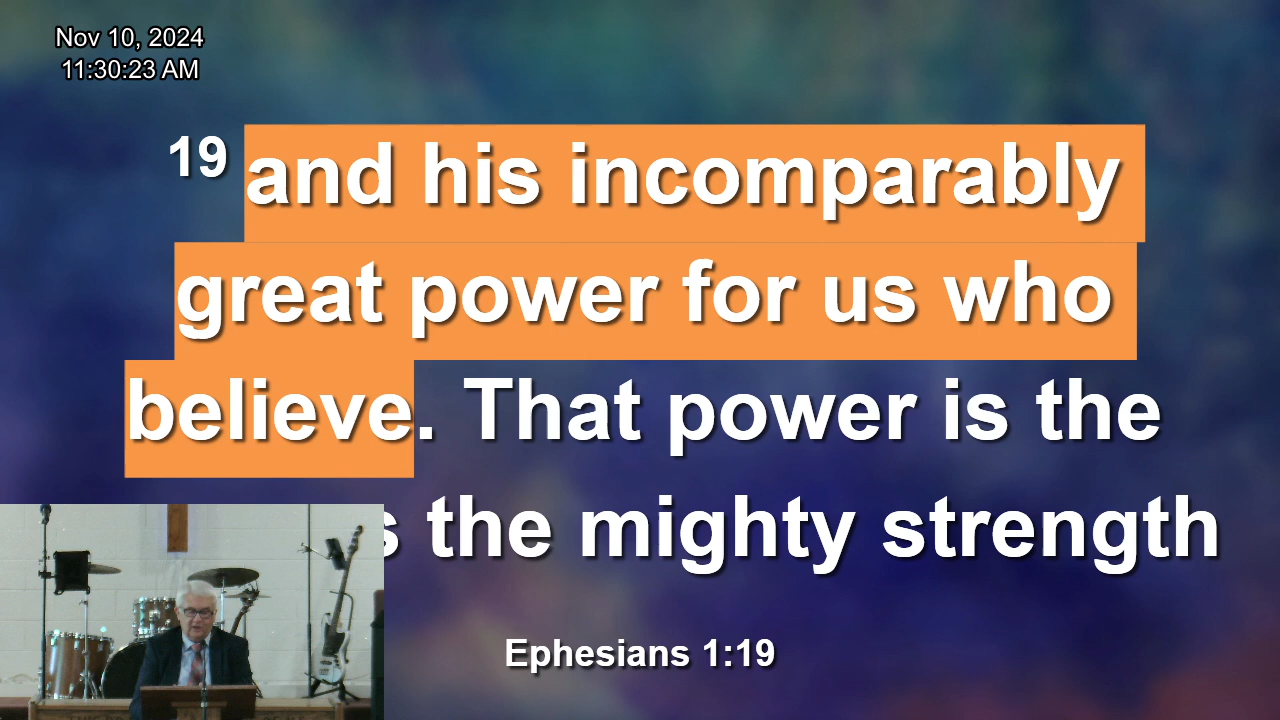 Nov 10, 2024
11:30:23 AM
19 and his incomparably
great power for us who
believe. That power is the
the mighty strength
Ephesians 1:19